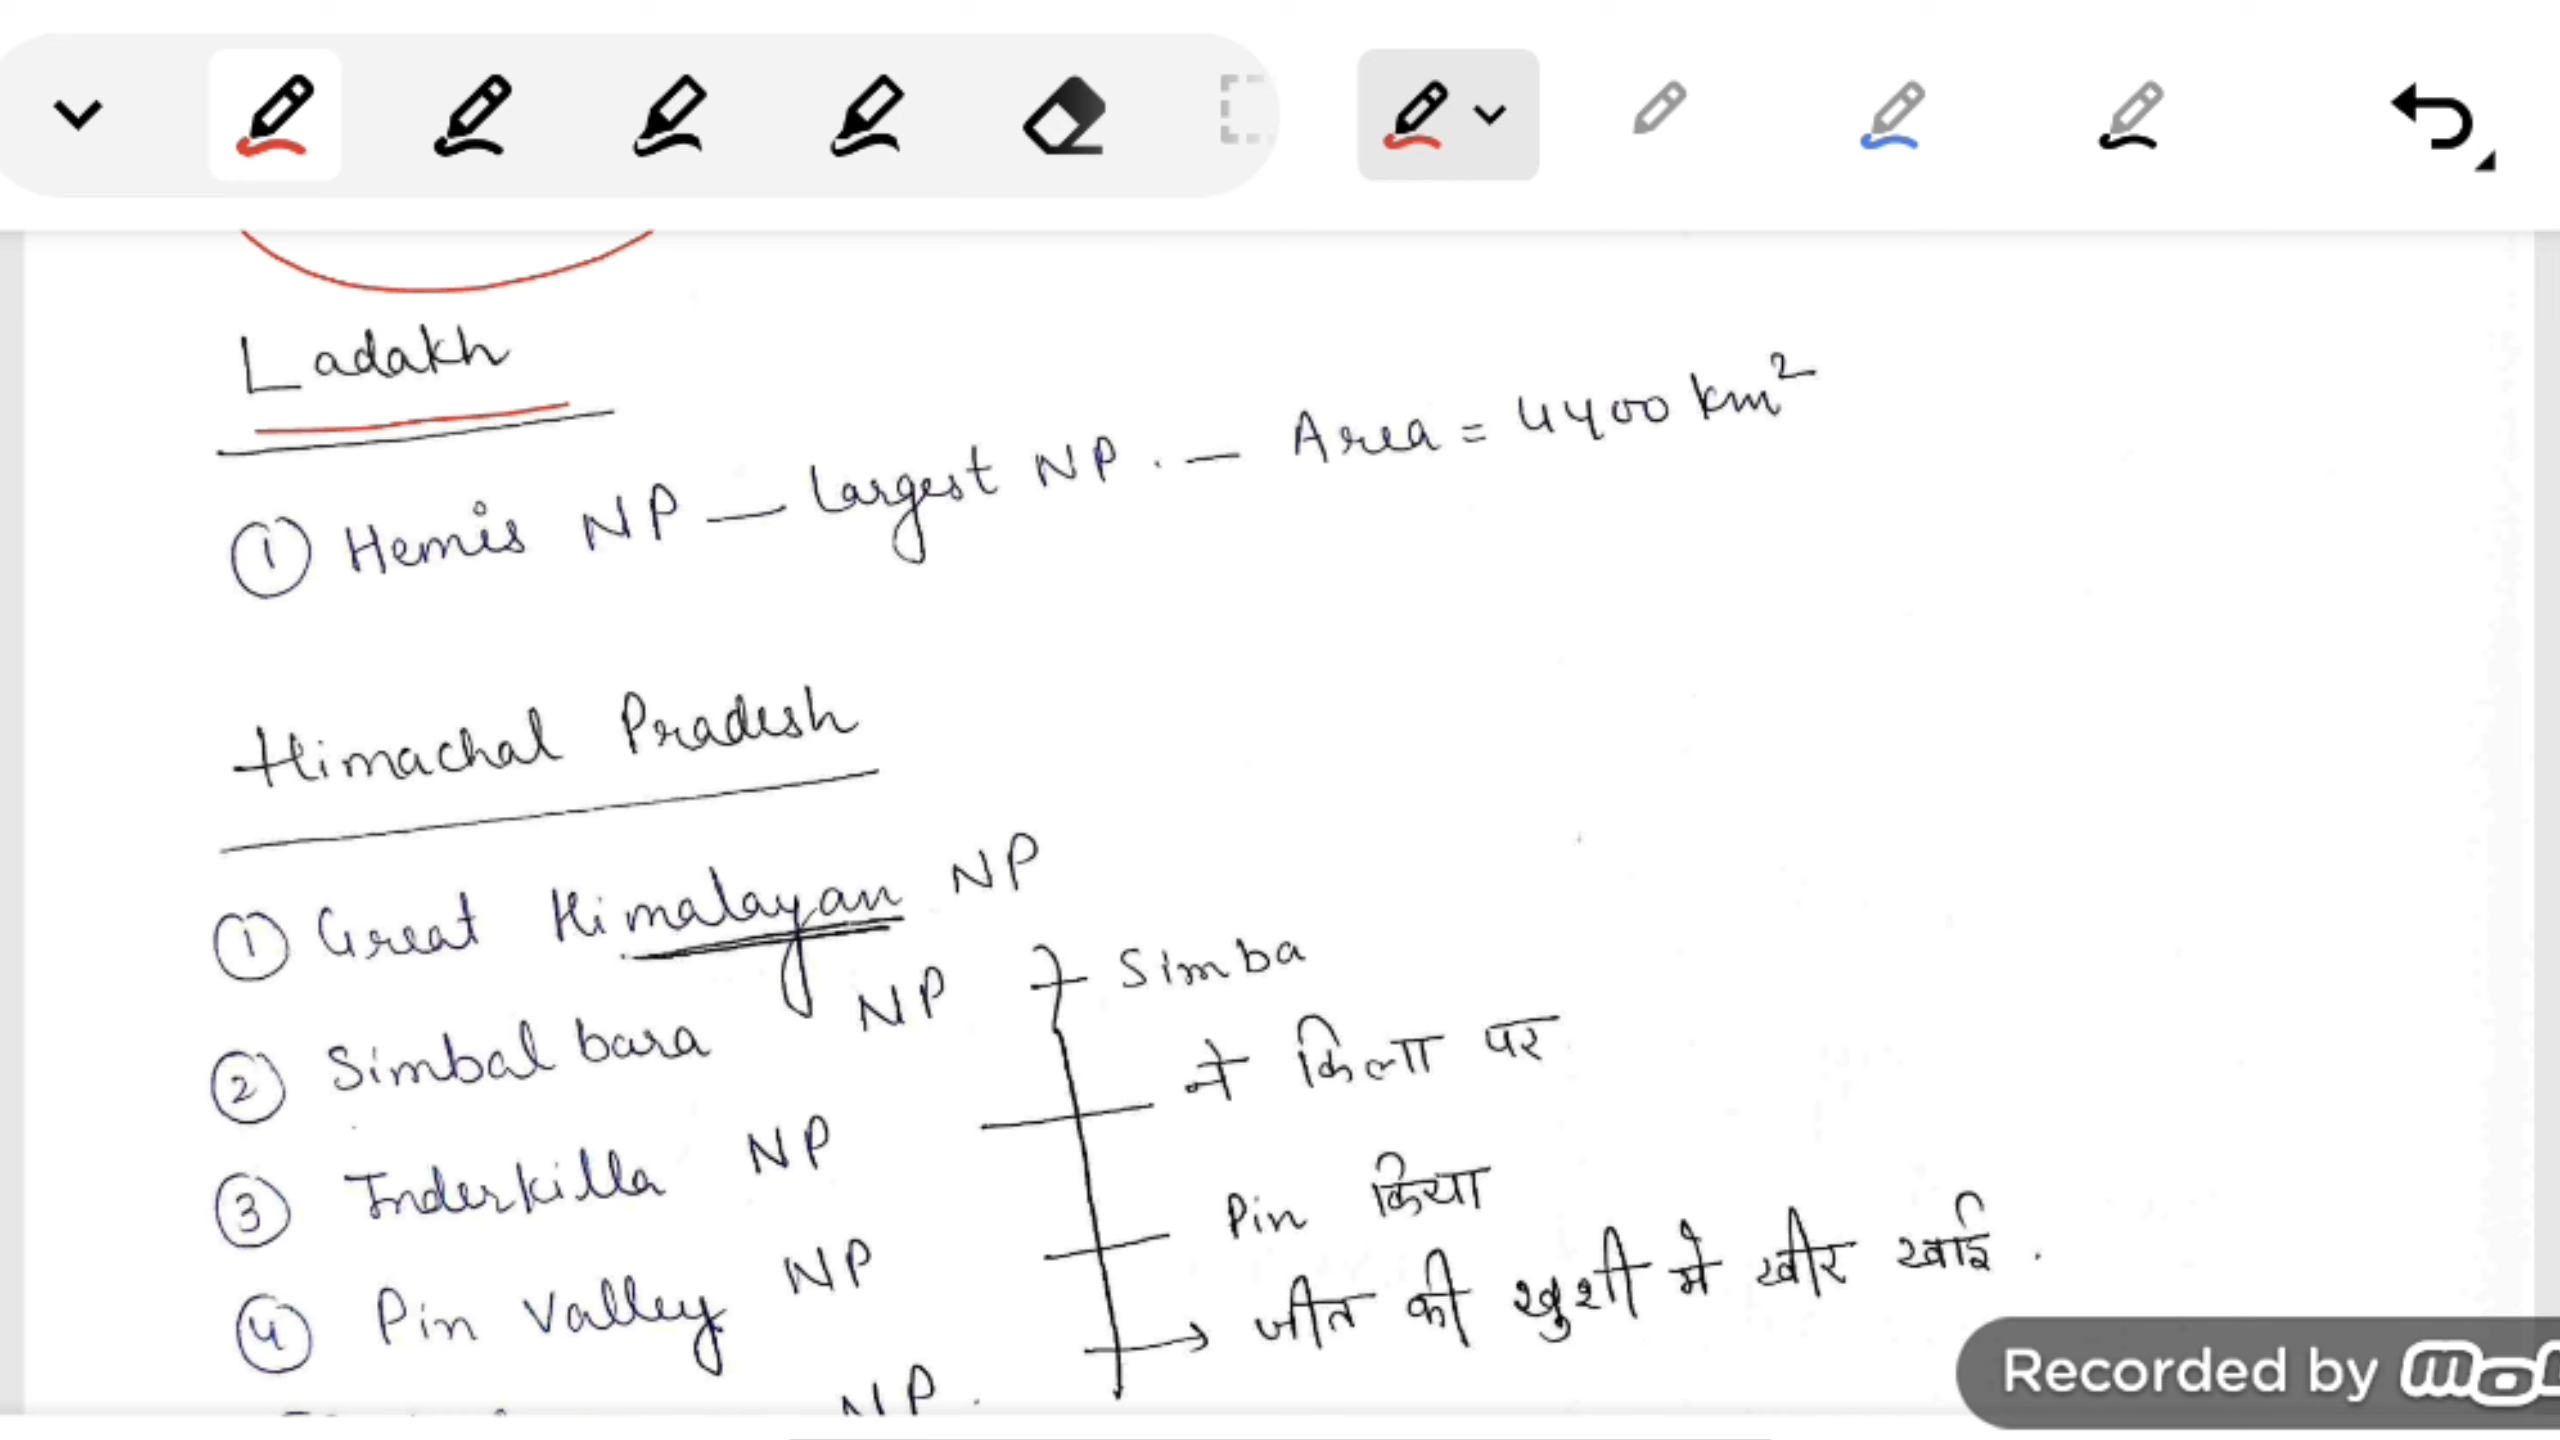 Ladakh
① Hemis NP — largest NP. — Area = 4400 km²
Himachal Pradesh
① Great Himalayan NP
② Simbal bara NP - Simba
ने किला पर
③ Inderkilla NP
Pin किया
④ Pin Valley NP
→ जीत की खुशी में खीर खाई.
NP.
Recorded by